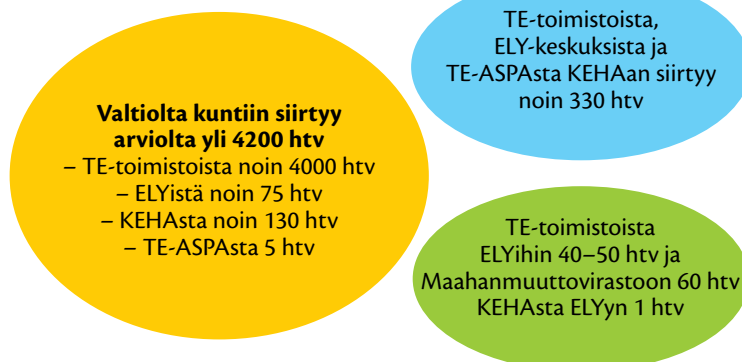 Valtiolta kuntiin siirtyy
arviolta yli 4200 htv
– TE-toimistoista noin 4000 htv
– ELYistä noin 75 htv
– KEHAsta noin 130 htv
– TE-ASPAsta 5 htv
TE-toimistoista,
ELY-keskuksista ja
TE-ASPAsta KEHAan siirtyy
noin 330 htv
TE-toimistoista
ELYihin 40–50 htv ja
Maahanmuuttovirastoon 60 htv
KEHAsta ELYyn 1 htv